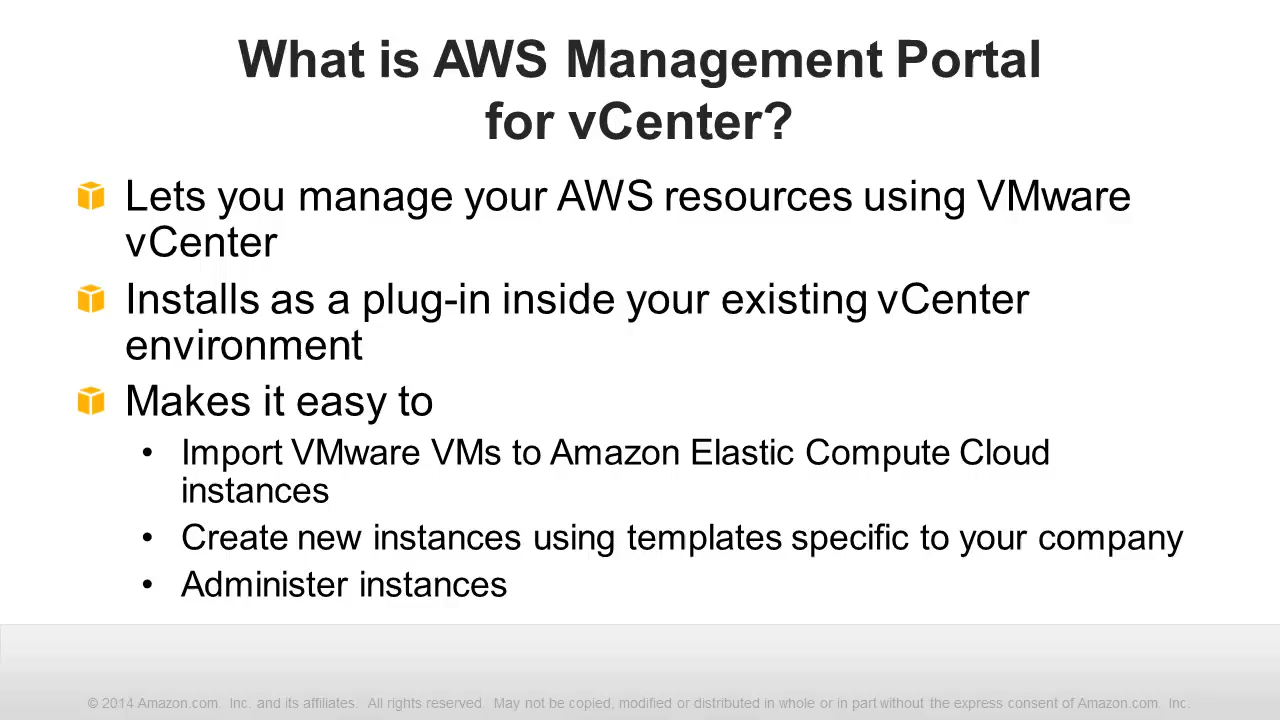 What is AWS Management Portal
for vCenter?
Lets you manage your AWS resources using VMware
vCenter
Installs as a plug-in inside your existing vCenter
environment
Makes it easy to
• Import VMware VMs to Amazon Elastic Compute Cloud
instances
• Create new instances using templates specific to your company
• Administer instances
© 2014 Amazon.com. Inc. and its affiliates. All rights reserved. May not be copied, modified or distributed in whole or in part without the express consent of Amazon.com. Inc.